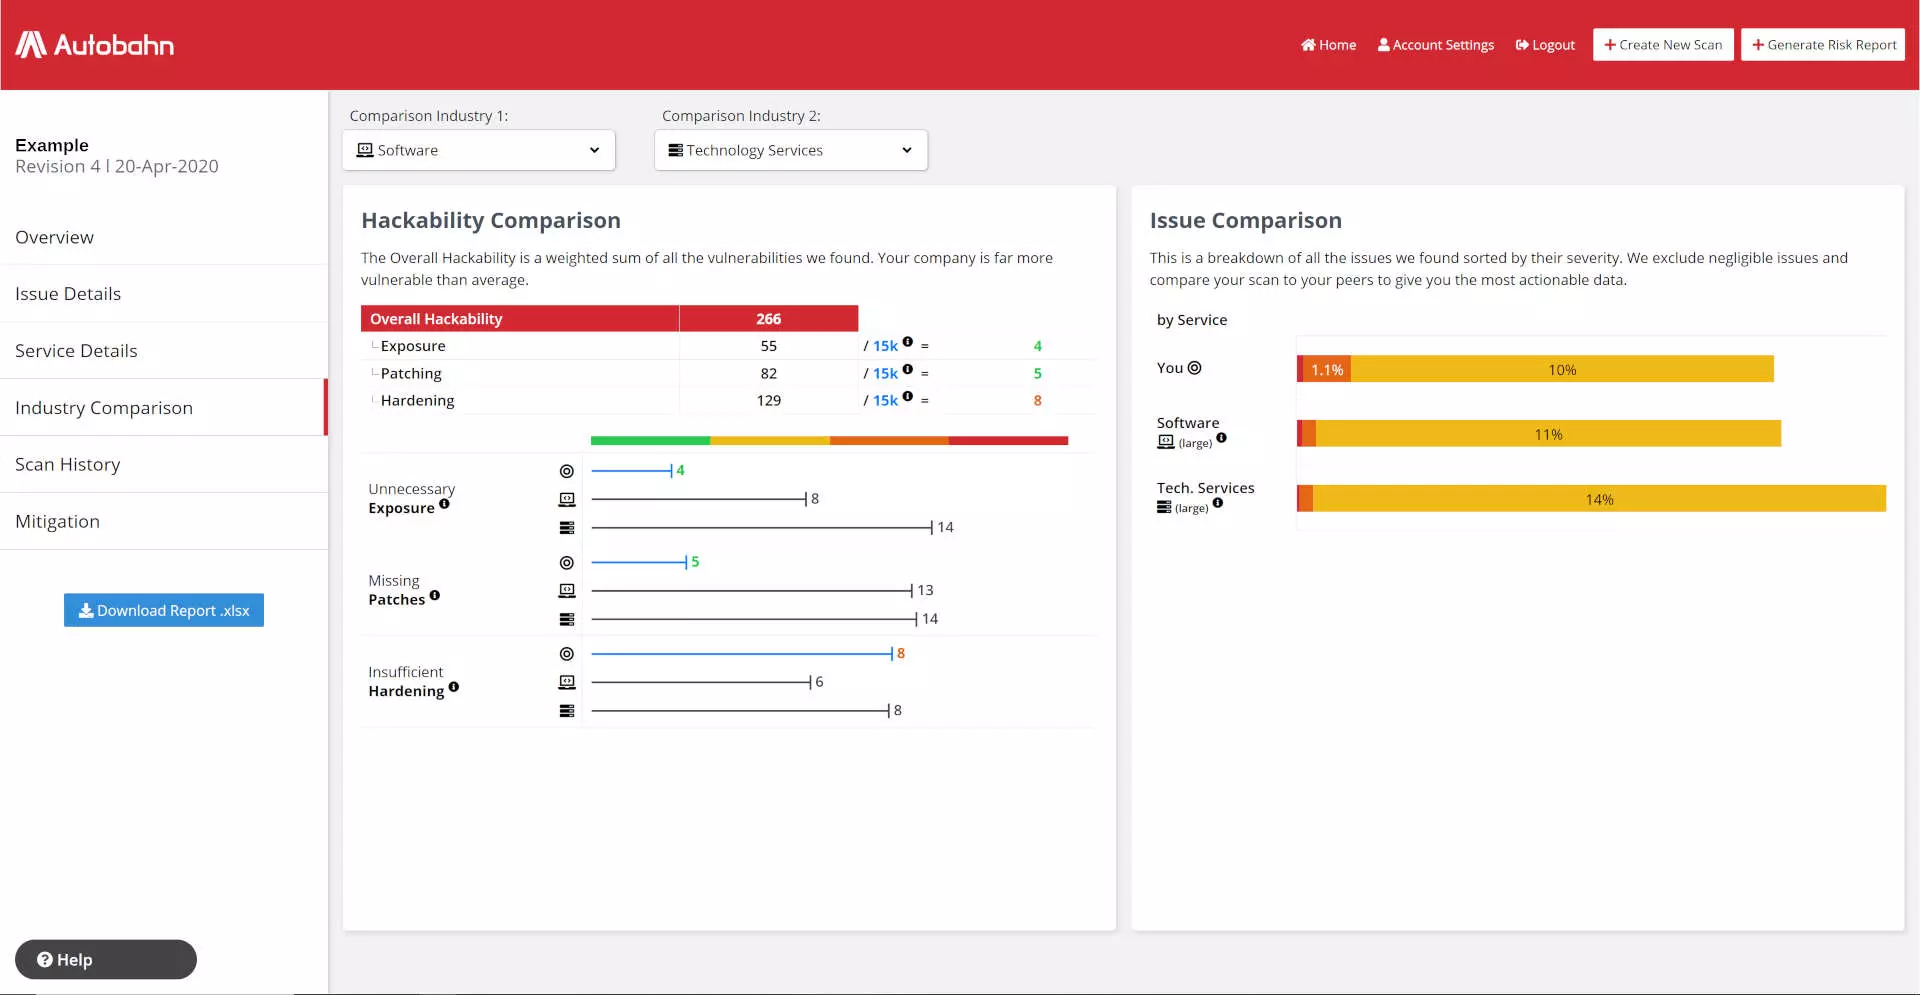 Autobahn
Home Account Settings Logout + Create New Scan + Generate Risk Report
Example
Revision 4 | 20-Apr-2020
Overview
Issue Details
Service Details
Industry Comparison
Scan History
Mitigation
Download Report .xlsx
Help
Comparison Industry 1:
Software
Comparison Industry 2:
Technology Services
Hackability Comparison
The Overall Hackability is a weighted sum of all the vulnerabilities we found. Your company is far more
vulnerable than average.
Overall Hackability 266
Exposure 55 / 15k = 4
Patching 82 / 15k = 5
Hardening 129 / 15k = 8
Unnecessary
Exposure
4
8
14
Missing
Patches
5
13
14
Insufficient
Hardening
8
6
8
Issue Comparison
This is a breakdown of all the issues we found sorted by their severity. We exclude negligible issues and
compare your scan to your peers to give you the most actionable data.
by Service
You 1.1% 10%
Software
(large)
11%
Tech. Services
(large)
14%